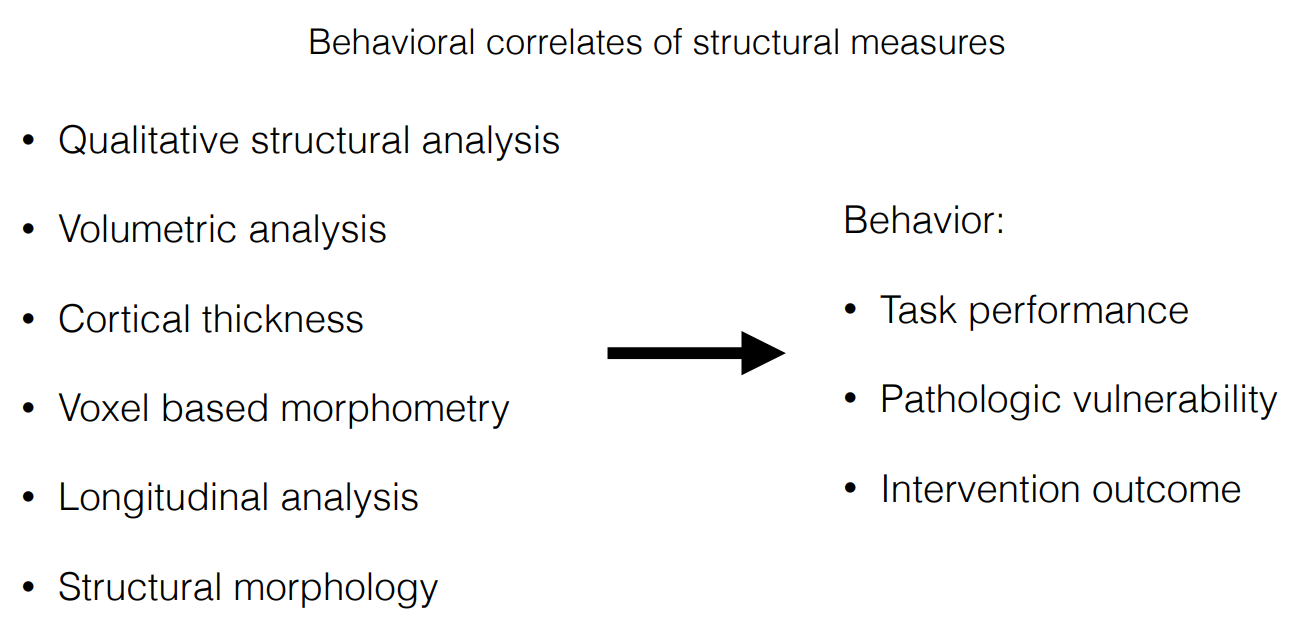 Behavioral correlates of structural measures
• Qualitative structural analysis
• Volumetric analysis
• Cortical thickness
• Voxel based morphometry
• Longitudinal analysis
• Structural morphology
Behavior:
• Task performance
• Pathologic vulnerability
• Intervention outcome